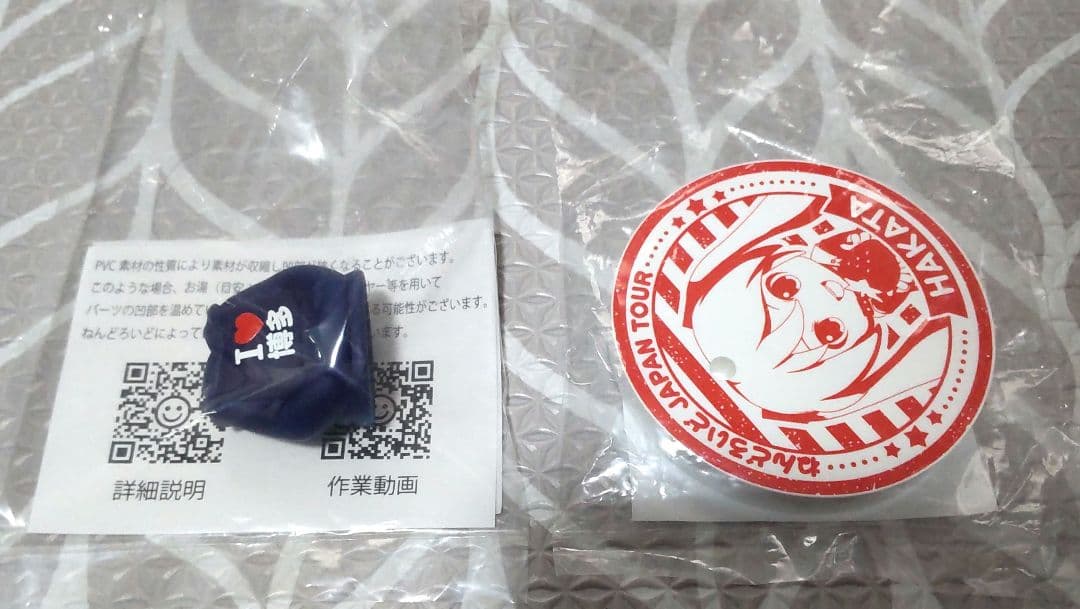 PVC 素材の性質により素材が収縮し
なることがございます。
このような場合、お湯（目安
ヤー等を用いて
パーツの凹部を温めてい
る可能性がございます。
ねんどろいどによって
います。
I ❤
博多
詳細説明
作業動画
ねんどろいど JAPAN TOUR
HAKATA